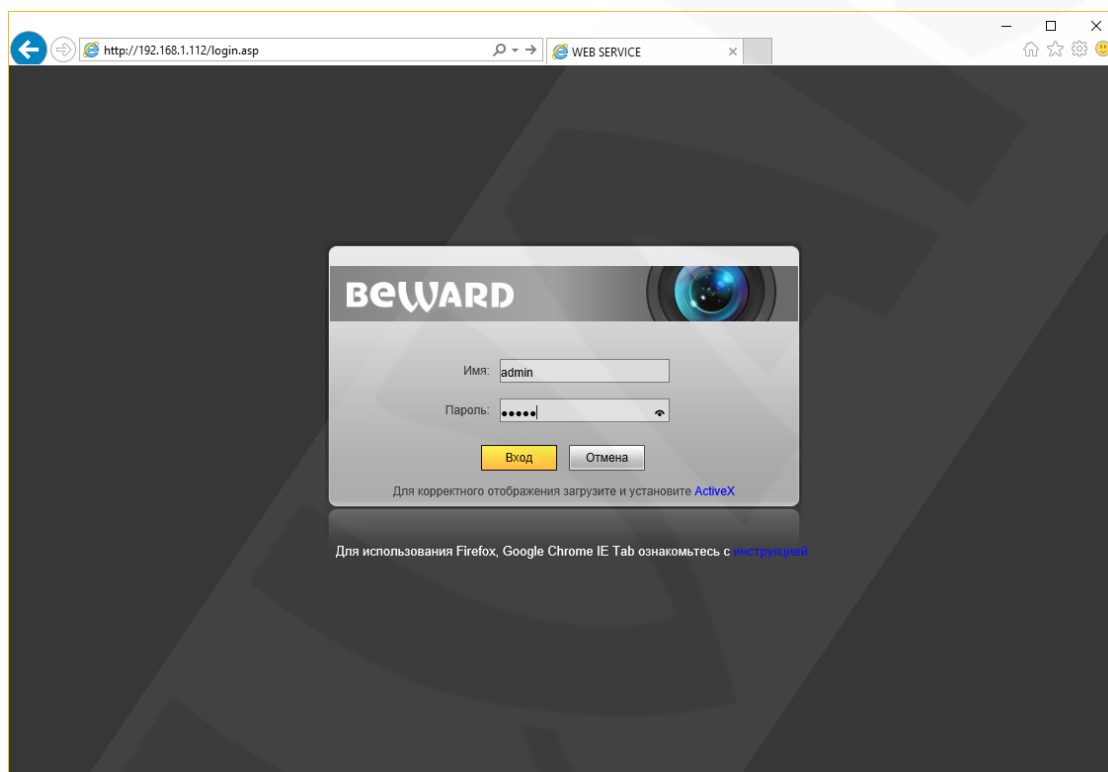 http://192.168.1.112/login.asp
WEB SERVICE
BEWARD
Имя: admin
Пароль: •••••
Вход Отмена
Для корректного отображения загрузите и установите ActiveX
Для использования Firefox, Google Chrome IE Tab ознакомьтесь с инструкцией